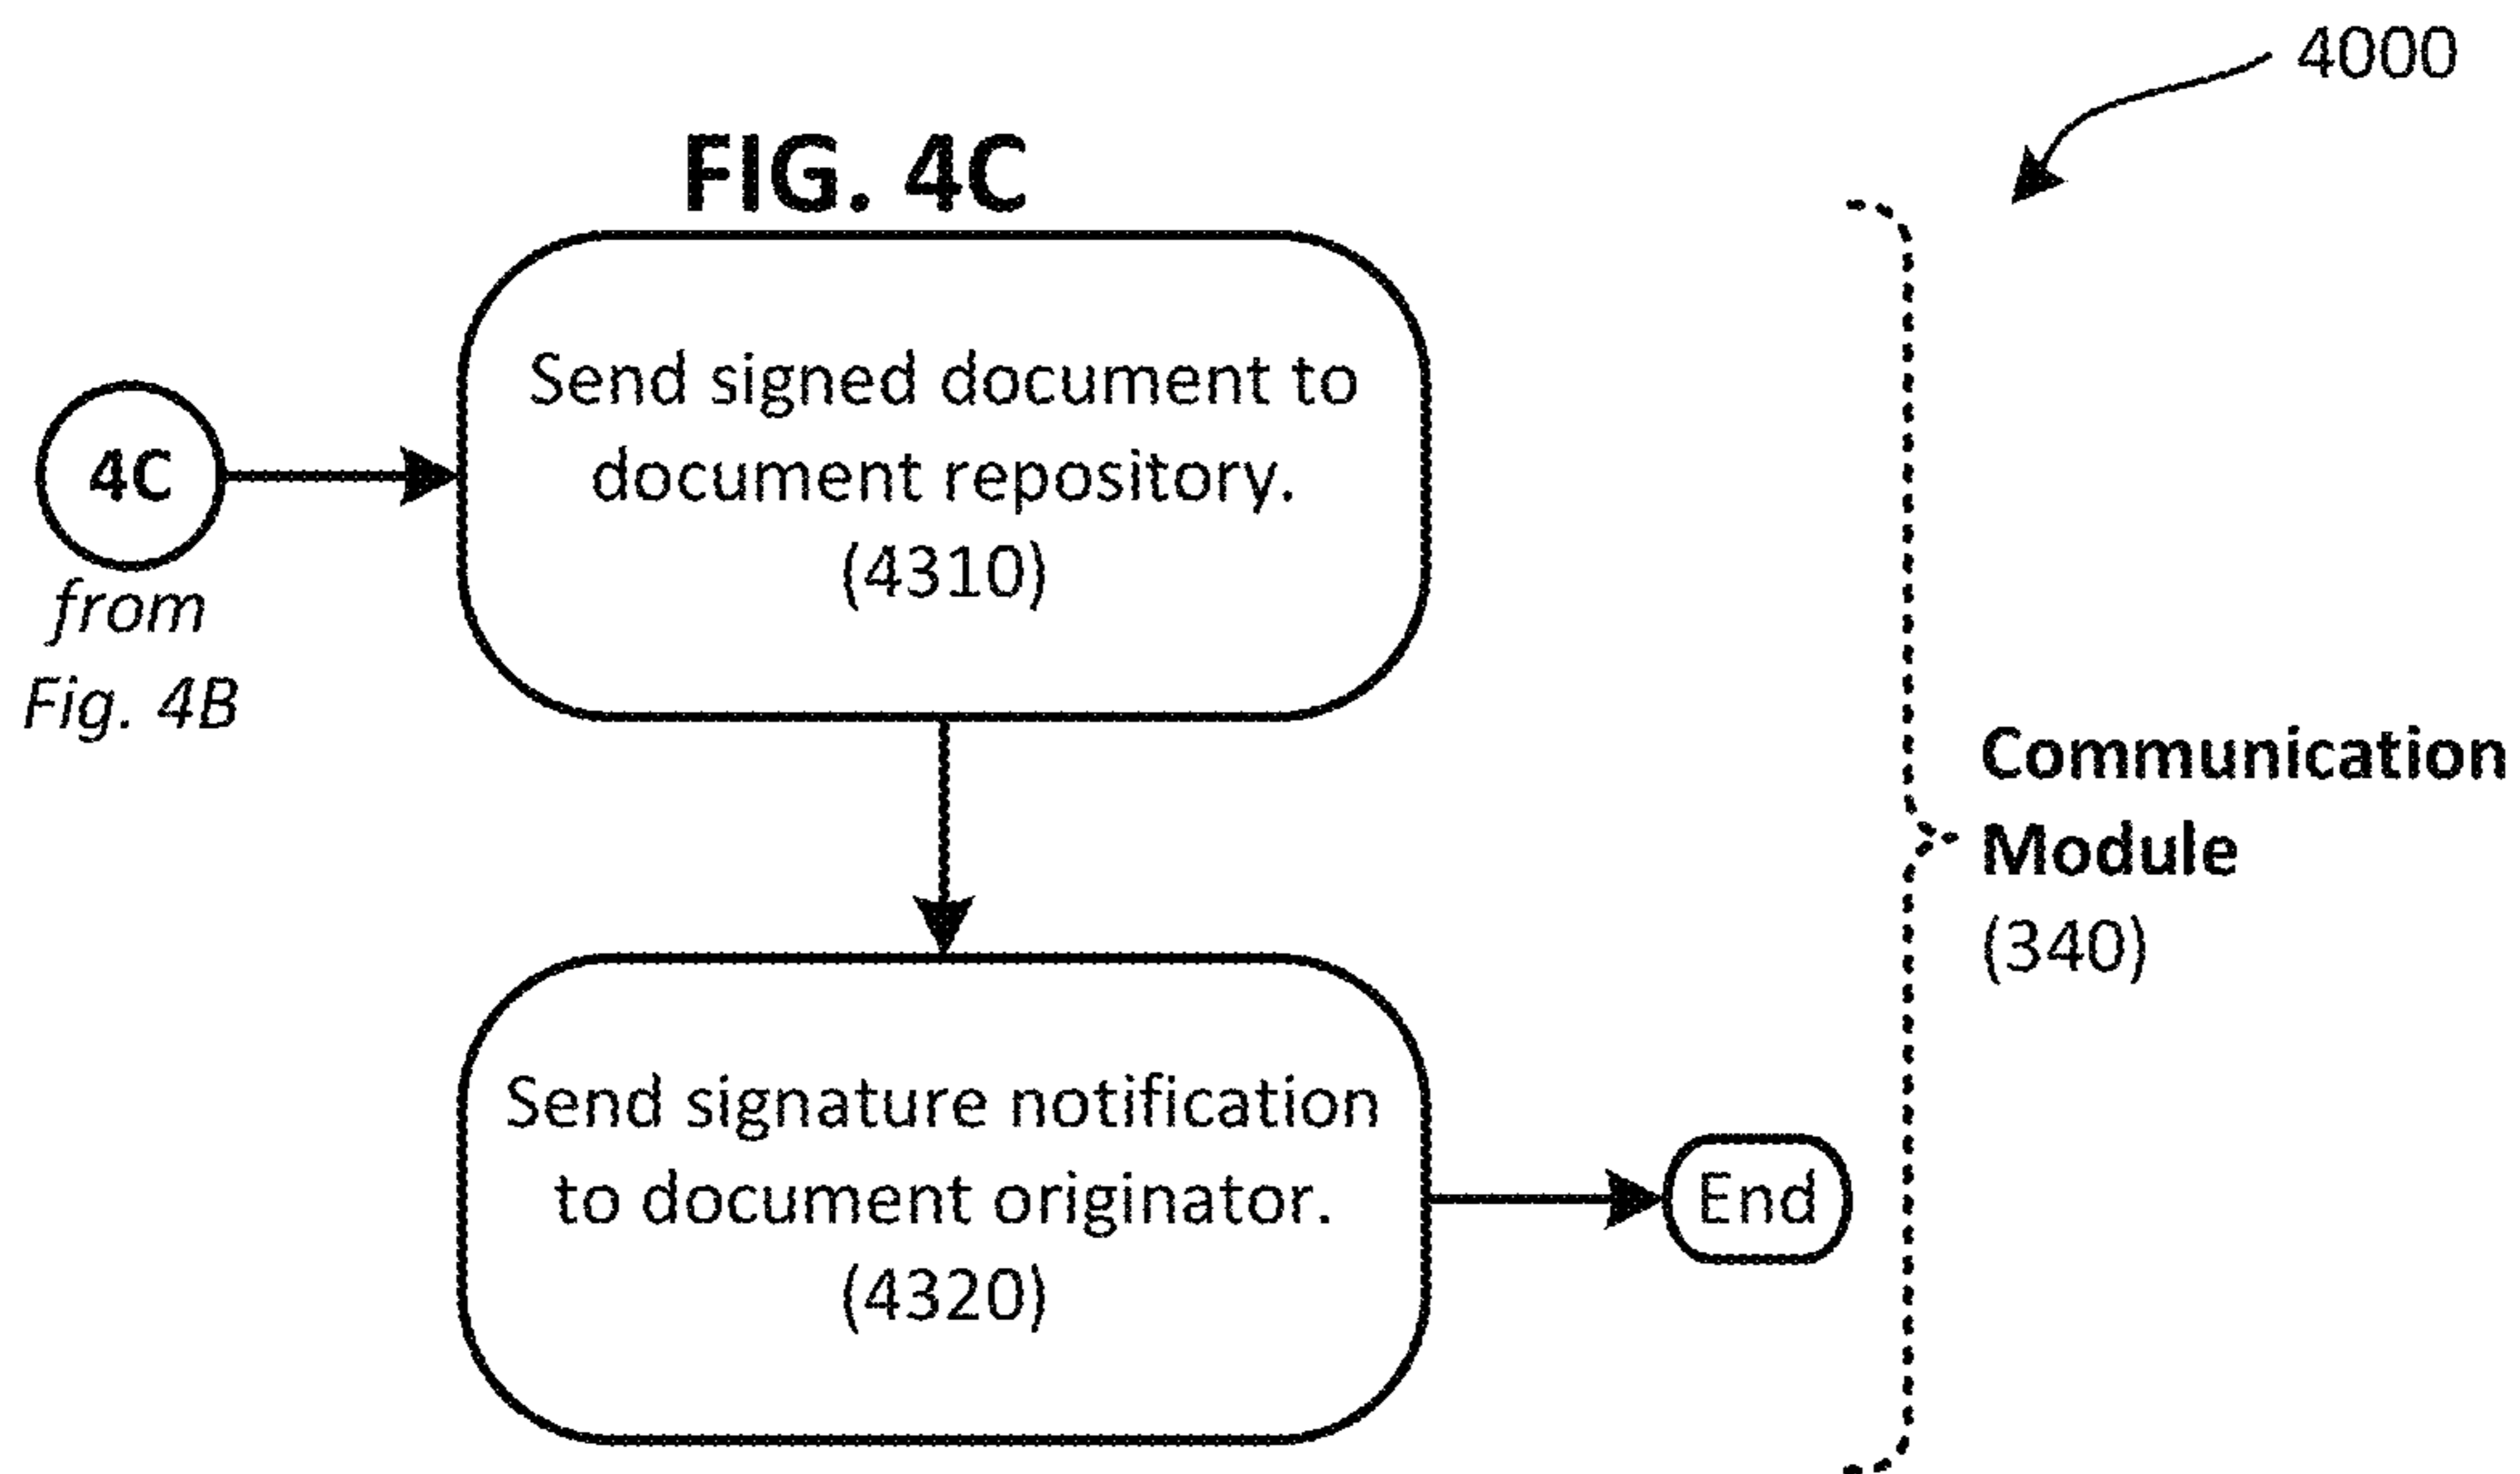 4000
FIG. 4C
Send signed document to
document repository.
(4310)
4C
from
Fig. 4B
Communication
Module
(340)
Send signature notification
to document originator.
(4320)
End